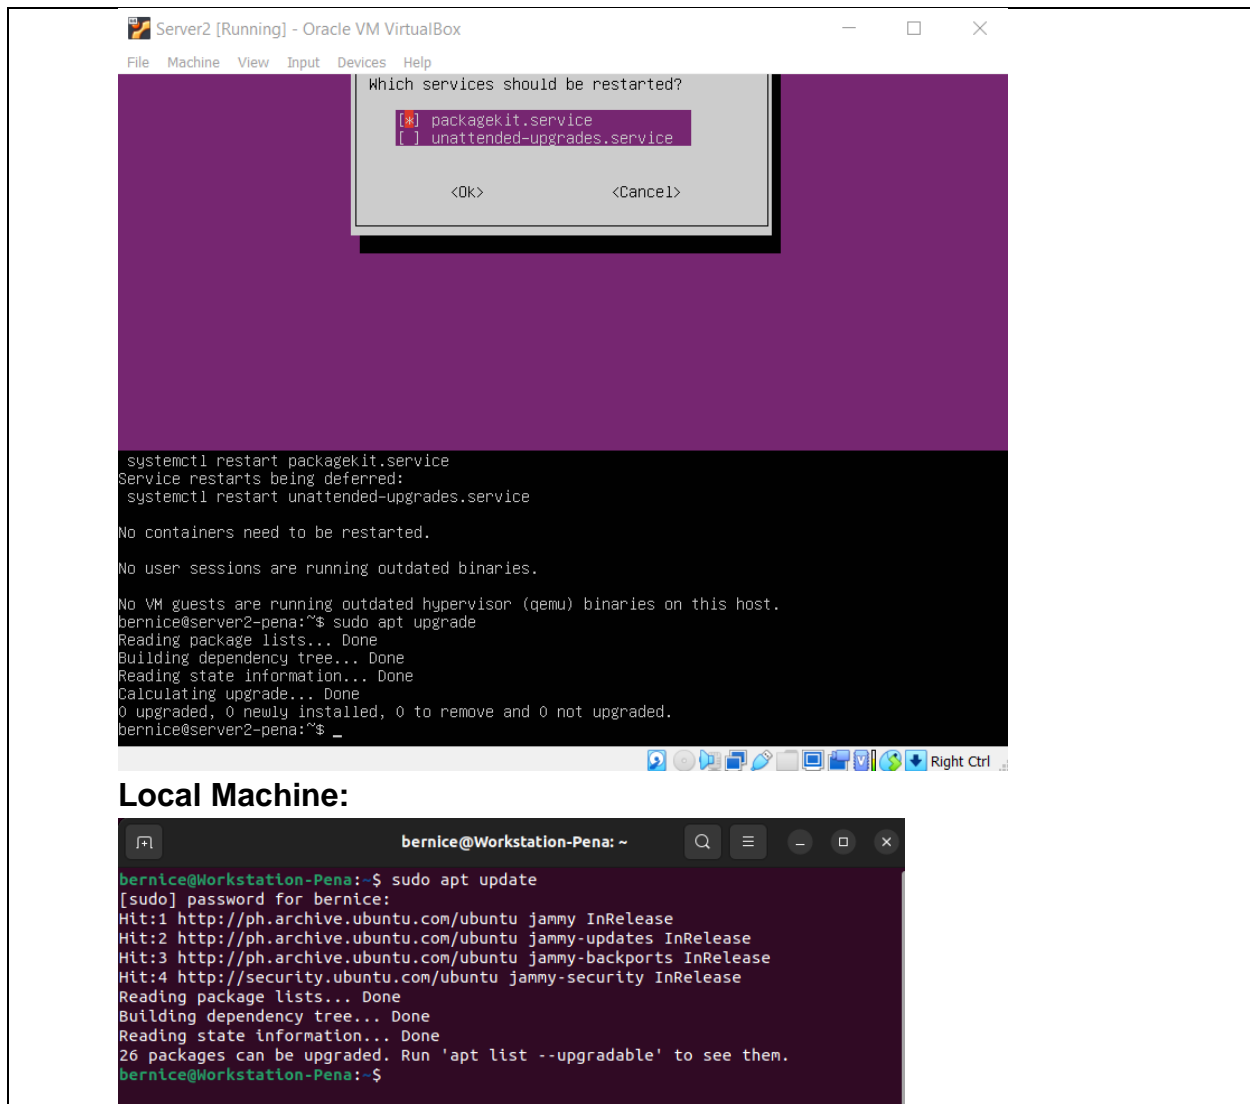 Server2 [Running] - Oracle VM VirtualBox
File Machine View Input Devices Help
Which services should be restarted?
[*] packagekit.service
[ ] unattended-upgrades.service
<Ok> <Cancel>
systemctl restart packagekit.service
Service restarts being deferred:
systemctl restart unattended-upgrades.service
No containers need to be restarted.
No user sessions are running outdated binaries.
No VM guests are running outdated hypervisor (qemu) binaries on this host.
bernice@server2-pena:~$ sudo apt upgrade
Reading package lists... Done
Building dependency tree... Done
Reading state information... Done
Calculating upgrade... Done
0 upgraded, 0 newly installed, 0 to remove and 0 not upgraded.
bernice@server2-pena:~$ _
Right Ctrl
Local Machine:
bernice@Workstation-Pena: ~
bernice@Workstation-Pena:~$ sudo apt update
[sudo] password for bernice:
Hit:1 http://ph.archive.ubuntu.com/ubuntu jammy InRelease
Hit:2 http://ph.archive.ubuntu.com/ubuntu jammy-updates InRelease
Hit:3 http://ph.archive.ubuntu.com/ubuntu jammy-backports InRelease
Hit:4 http://security.ubuntu.com/ubuntu jammy-security InRelease
Reading package lists... Done
Building dependency tree... Done
Reading state information... Done
26 packages can be upgraded. Run 'apt list --upgradable' to see them.
bernice@Workstation-Pena:~$